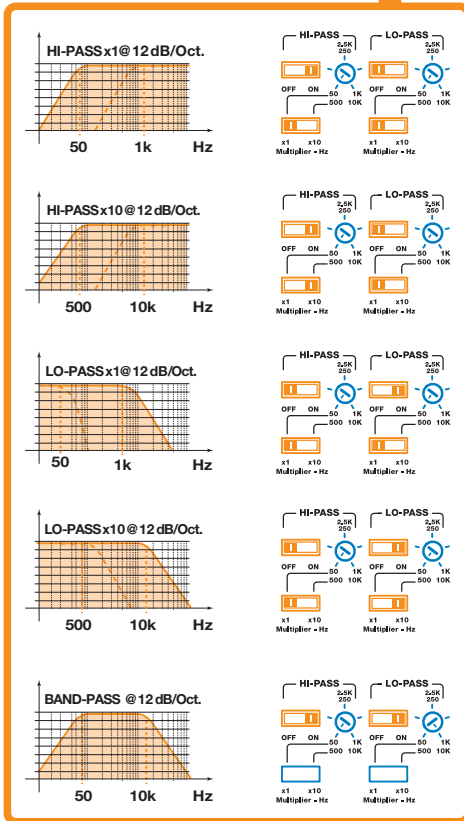 HI-PASS x1@ 12 dB/Oct.
50 1k Hz
HI-PASS LO-PASS
2.5K 2.5K
250 250
OFF ON 50 1K OFF ON 50 1K
500 10K 500 10K
x1 x10 x1 x10
Multiplier - Hz Multiplier - Hz
HI-PASS x10 @ 12 dB/Oct.
500 10k Hz
HI-PASS LO-PASS
2.5K 2.5K
250 250
OFF ON 50 1K OFF ON 50 1K
500 10K 500 10K
x1 x10 x1 x10
Multiplier - Hz Multiplier - Hz
LO-PASS x1@ 12 dB/Oct.
50 1k Hz
HI-PASS LO-PASS
2.5K 2.5K
250 250
OFF ON 50 1K OFF ON 50 1K
500 10K 500 10K
x1 x10 x1 x10
Multiplier - Hz Multiplier - Hz
LO-PASS x10 @ 12 dB/Oct.
500 10k Hz
HI-PASS LO-PASS
2.5K 2.5K
250 250
OFF ON 50 1K OFF ON 50 1K
500 10K 500 10K
x1 x10 x1 x10
Multiplier - Hz Multiplier - Hz
BAND-PASS @ 12 dB/Oct.
50 10k Hz
HI-PASS LO-PASS
2.5K 2.5K
250 250
OFF ON 50 1K OFF ON 50 1K
500 10K 500 10K
x1 x10 x1 x10
Multiplier - Hz Multiplier - Hz